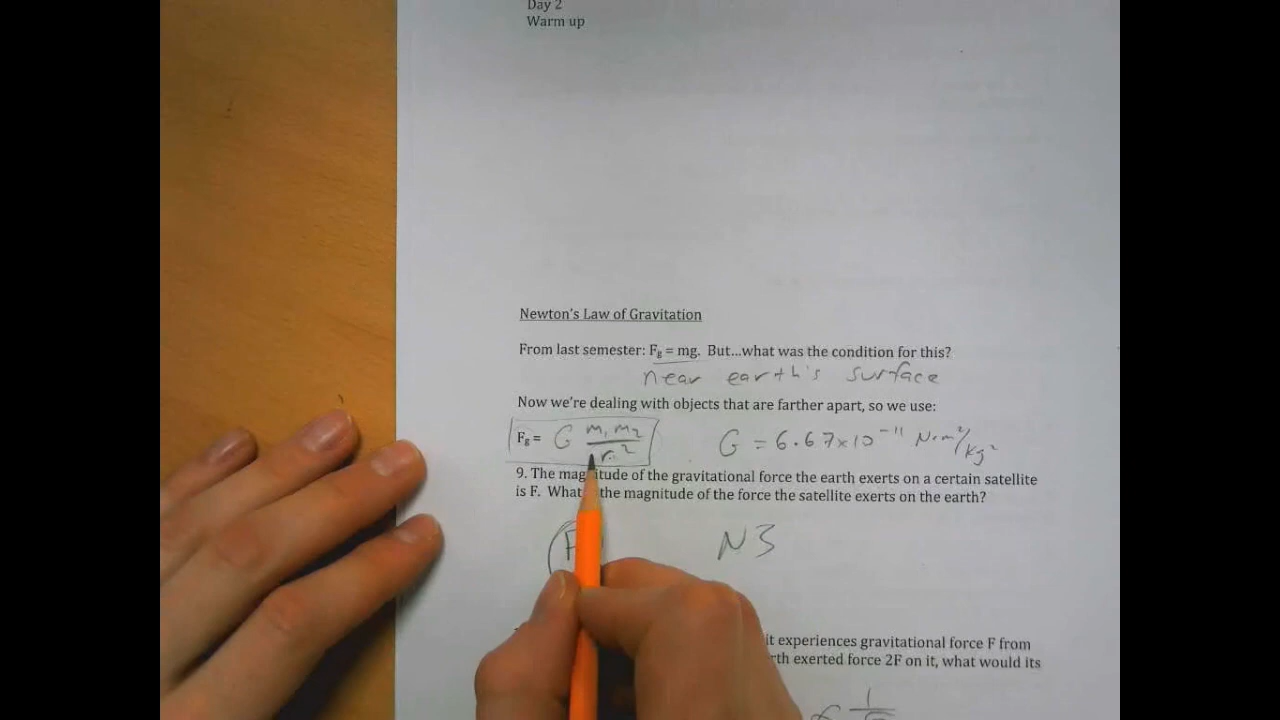 Day 2
Warm up
Newton's Law of Gravitation
From last semester: Fg = mg. But...what was the condition for this?
near earth's surface
Now we're dealing with objects that are farther apart, so we use:
Fg = G m₁m₂/r² G = 6.67x10⁻¹¹ N·m²/kg²
9. The magnitude of the gravitational force the earth exerts on a certain satellite
is F. What the magnitude of the force the satellite exerts on the earth?
F N3
it experiences gravitational force F from
exerted force 2F on it, what would its